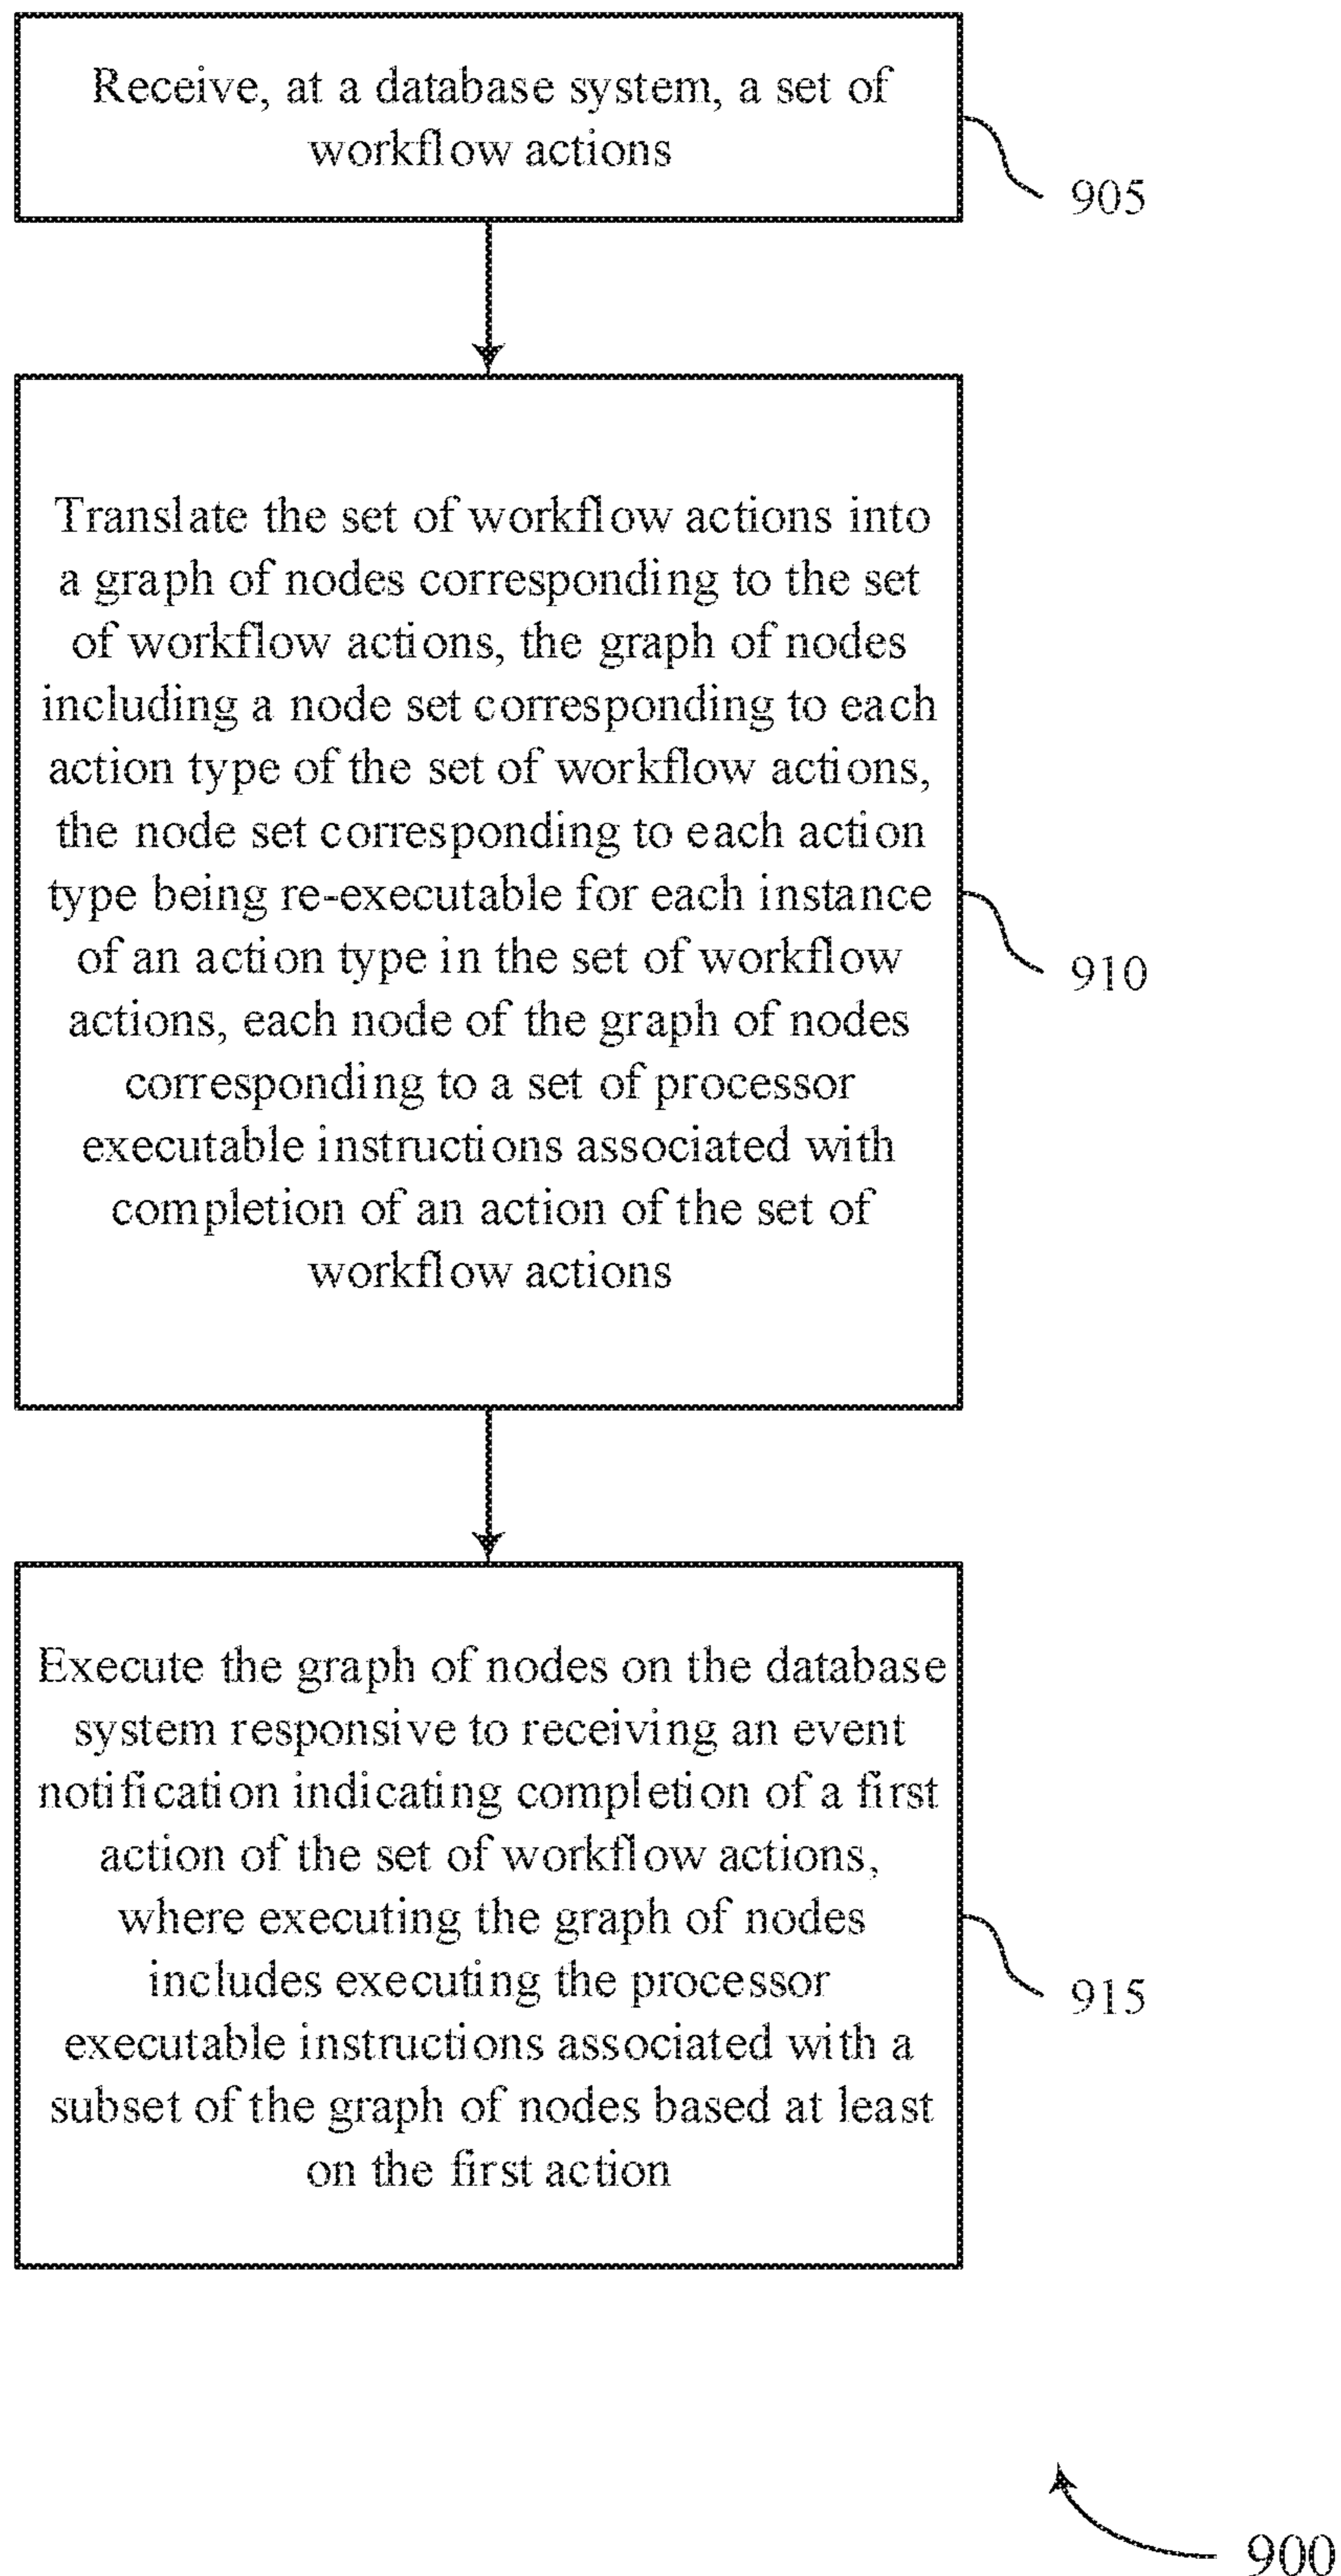 Receive, at a database system, a set of
workflow actions
905
Translate the set of workflow actions into
a graph of nodes corresponding to the set
of workflow actions, the graph of nodes
including a node set corresponding to each
action type of the set of workflow actions,
the node set corresponding to each action
type being re-executable for each instance
of an action type in the set of workflow
actions, each node of the graph of nodes
corresponding to a set of processor
executable instructions associated with
completion of an action of the set of
workflow actions
910
Execute the graph of nodes on the database
system responsive to receiving an event
notification indicating completion of a first
action of the set of workflow actions,
where executing the graph of nodes
includes executing the processor
executable instructions associated with a
subset of the graph of nodes based at least
on the first action
915
900